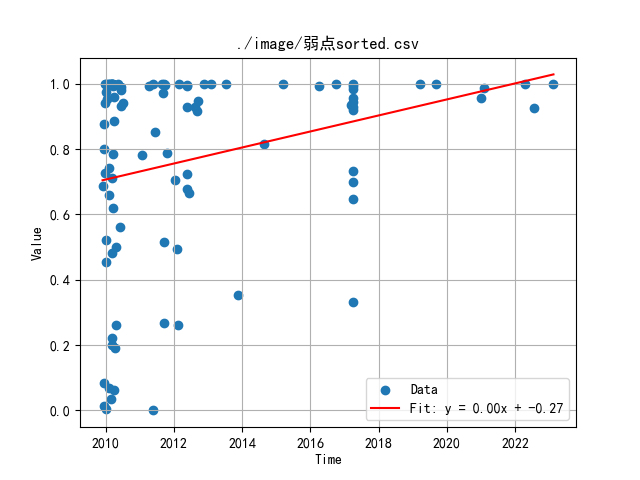 ./image/弱点sorted.csv
Value
1.0
0.8
0.6
0.4
0.2
0.0
Data
Fit: y = 0.00x + -0.27
2010 2012 2014 2016 2018 2020 2022
Time